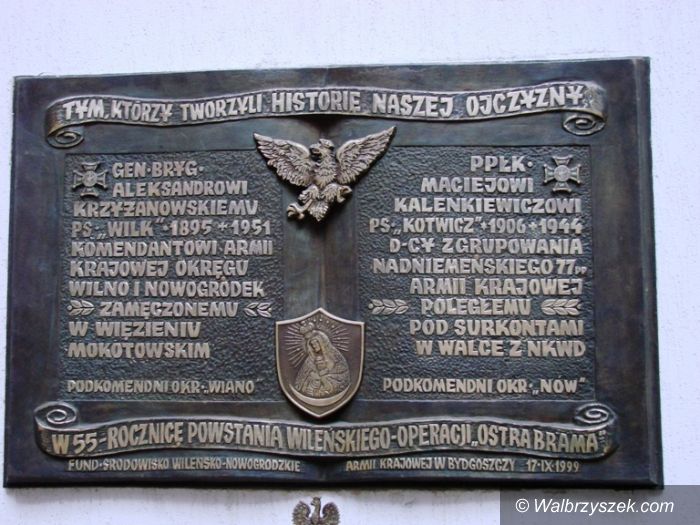 TYM, KTÓRZY TWORZYLI HISTORIĘ NASZEJ OJCZYZNY
GEN·BRYG·
ALEKSANDROWI
KRZYŻANOWSKIEMU
PS. „WILK” * 1895 + 1951
KOMENDANTOWI ARMII
KRAJOWEJ OKRĘGU
WILNO I NOWOGRÓDEK
ZAMĘCZONEMU
W WIĘZIENIU
MOKOTOWSKIM
PODKOMENDNI OKR· „WIANO”
PPŁK·
MACIEJOWI
KALENKIEWICZOWI
PS. „KOTWICZ” * 1906 + 1944
D-CY ZGRUPOWANIA
NADNIEMEŃSKIEGO 77 PP
ARMII KRAJOWEJ
POLEGŁEMU
POD SURKONTAMI
W WALCE Z NKWD
PODKOMENDNI OKR· „NÓW”
W 55-ROCZNICĘ POWSTANIA WILEŃSKIEGO-OPERACJI „OSTRA BRAMA”
FUND·ŚRODOWISKO WILEŃSKO-NOWOGRODZKIE ARMII KRAJOWEJ W BYDGOSZCZY 17·IX·1999
© Walbrzyszek.com